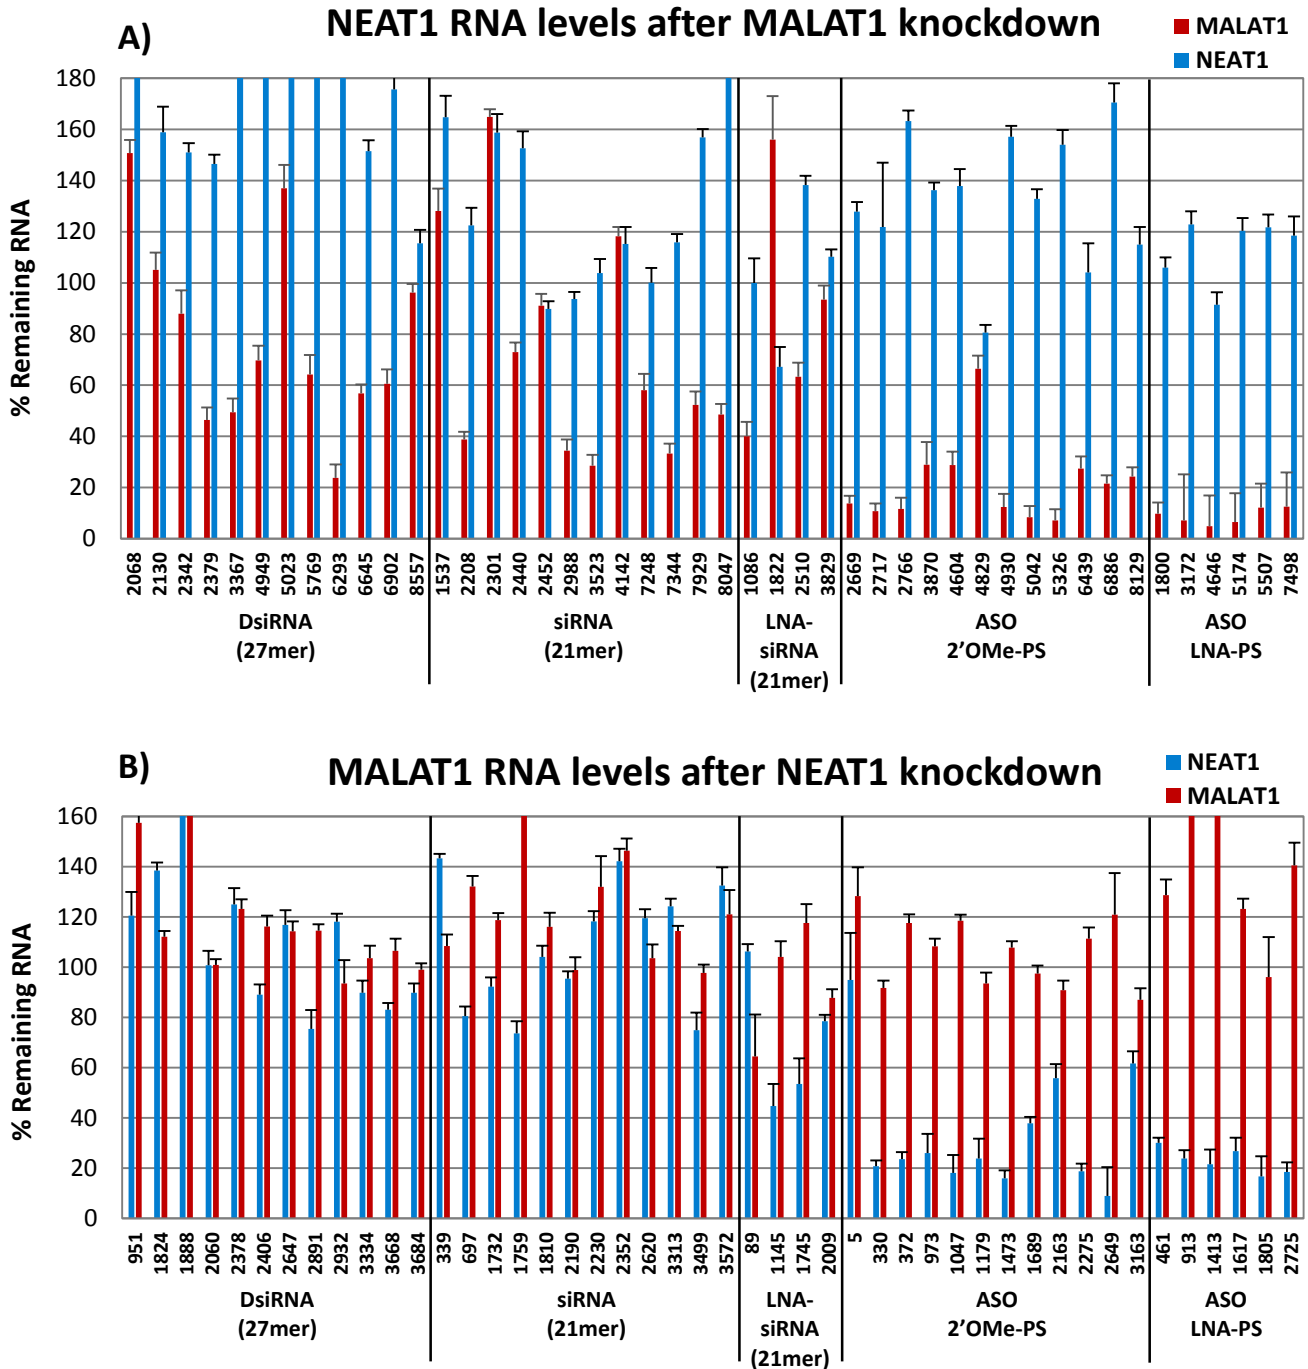 A)
NEAT1 RNA levels after MALAT1 knockdown
MALAT1
NEAT1
% Remaining RNA
180
160
140
120
100
80
60
40
20
0
2068 2130 2342 2379 3367 4949 5023 5769 6293 6645 6902 8557 1537 2208 2301 2440 2452 2988 3523 4142 7248 7344 7929 8047 1086 1822 2510 3829 2669 2717 2766 3870 4604 4829 4930 5042 5326 6439 6886 8129 1800 3172 4646 5174 5507 7498
DsiRNA
(27mer)
siRNA
(21mer)
LNA-
siRNA
(21mer)
ASO
2'OMe-PS
ASO
LNA-PS
B)
MALAT1 RNA levels after NEAT1 knockdown
NEAT1
MALAT1
% Remaining RNA
160
140
120
100
80
60
40
20
0
951 1824 1888 2060 2378 2406 2647 2891 2932 3334 3668 3684 339 697 1732 1759 1810 2190 2230 2352 2620 3313 3499 3572 89 1145 1745 2009 5 330 372 973 1047 1179 1473 1689 2163 2275 2649 3163 461 913 1413 1617 1805 2725
DsiRNA
(27mer)
siRNA
(21mer)
LNA-
siRNA
(21mer)
ASO
2'OMe-PS
ASO
LNA-PS